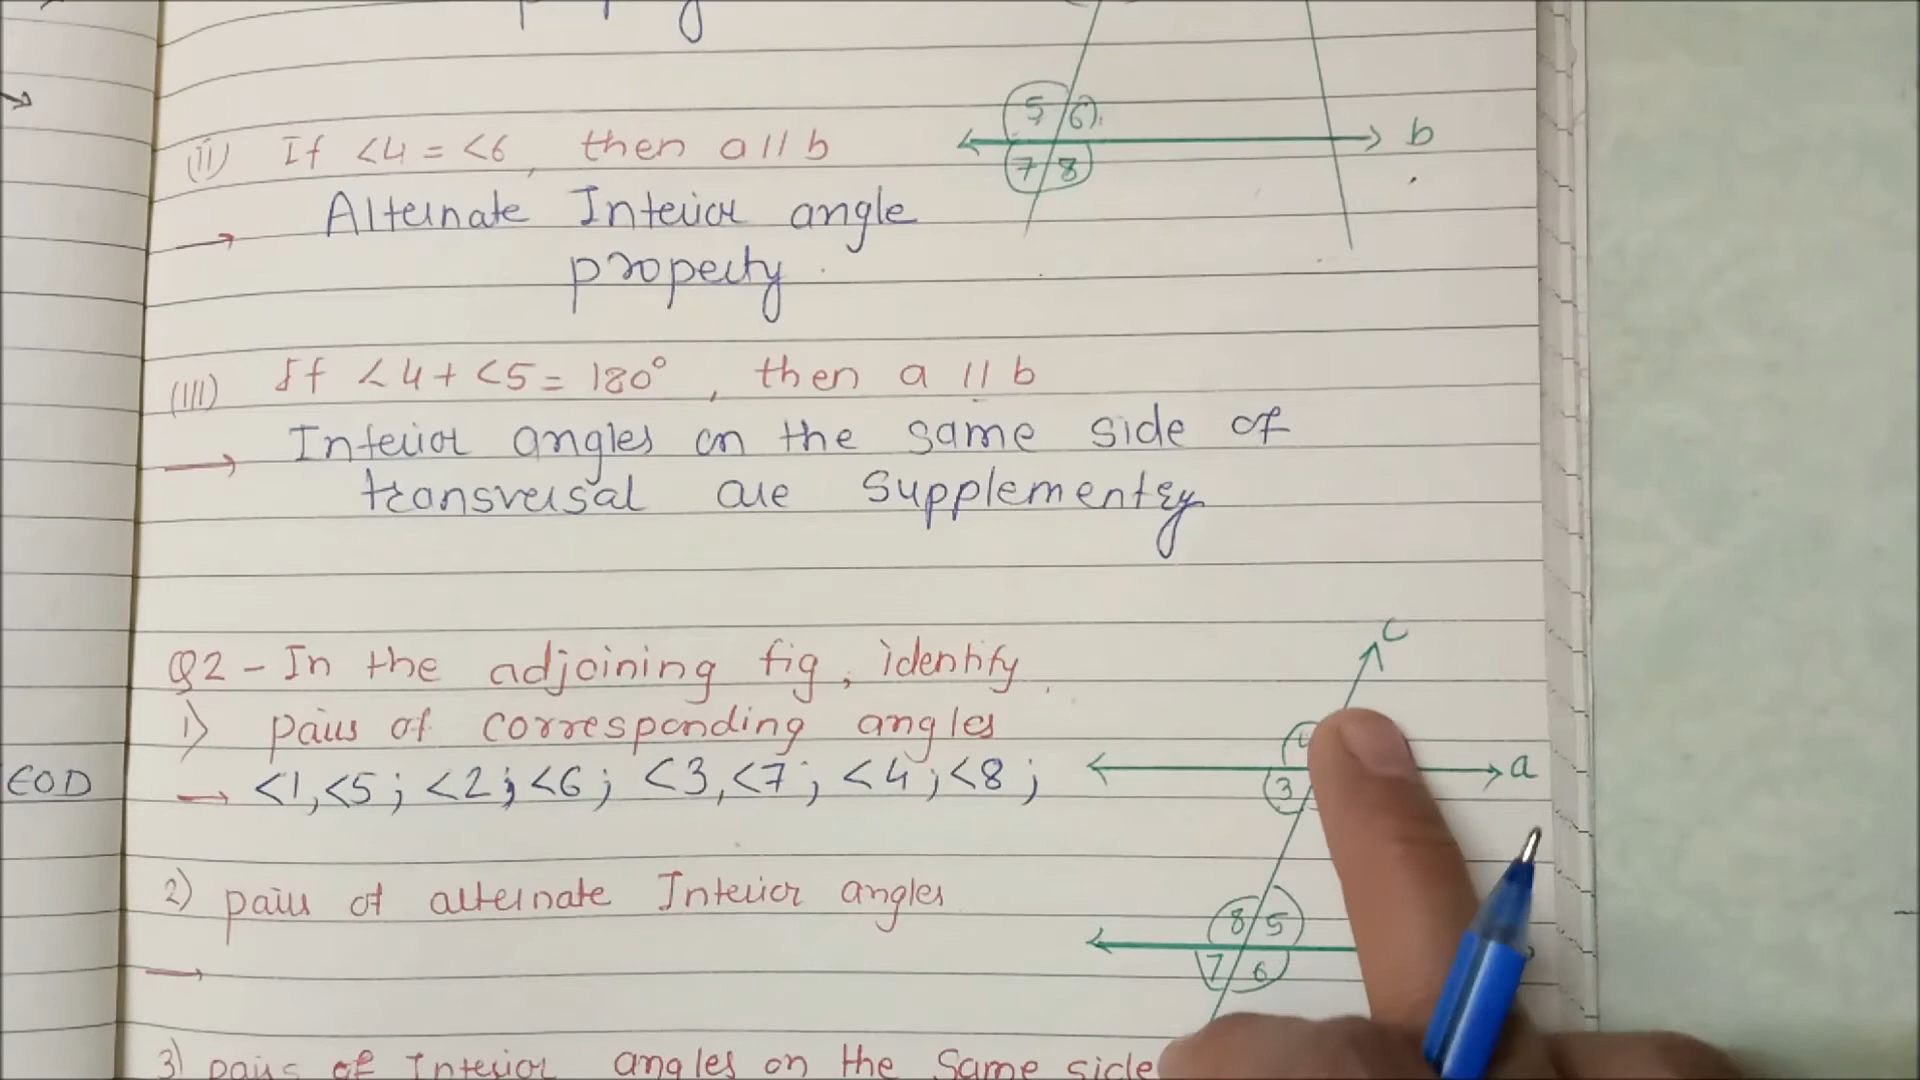 5 6
b
7 8
(ii) If <4 = <6, then a // b
Alternate Interior angle
property
(III) If <4 + <5 = 180°, then a // b
Interior angles on the same side of
transversal are Supplementry
Q2 - In the adjoining fig, identify
c
1) pairs of corresponding angles
a
EOD
<1, <5 ; <2 ; <6 ; <3, <7 ; <4 ; <8 ;
3
2) pairs of alternate Interior angles
8 5
7 6
3) pairs of Interior angles on the Same side